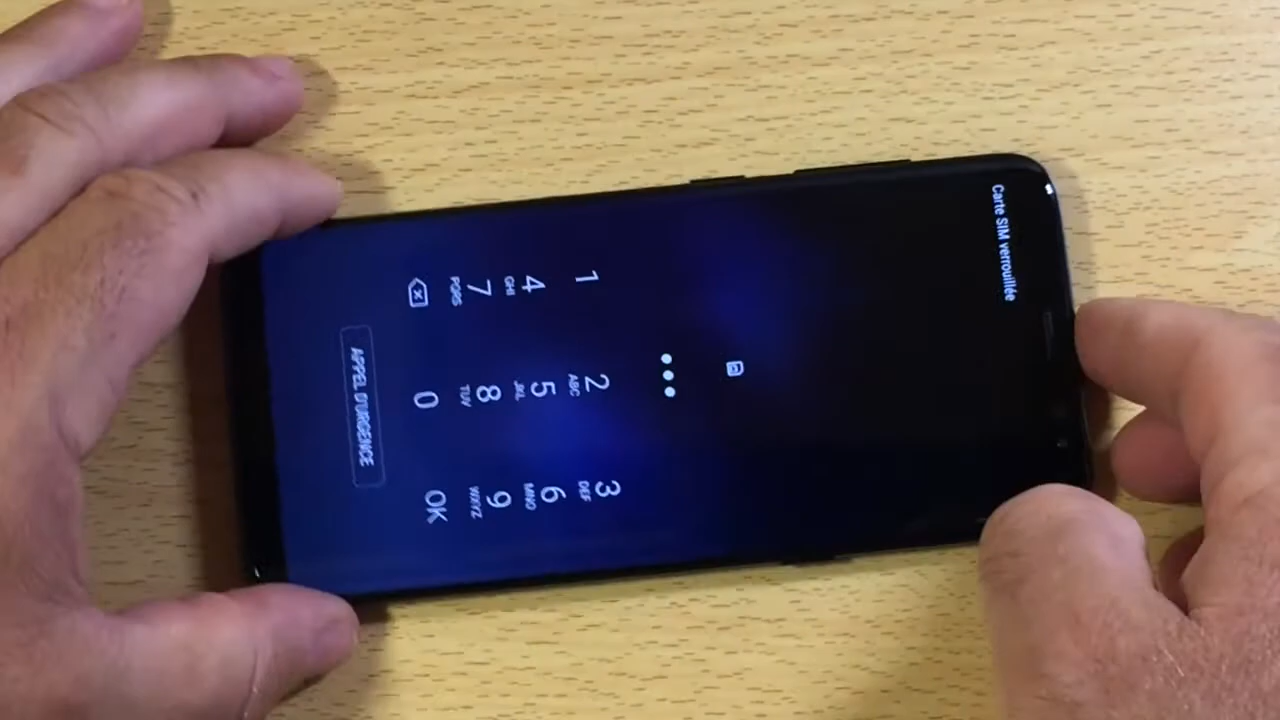 Carte SIM verrouillée
1 2 ABC 3 DEF
4 GHI 5 JKL 6 MNO
7 PQRS 8 TUV 9 WXYZ
0 OK
APPEL D'URGENCE